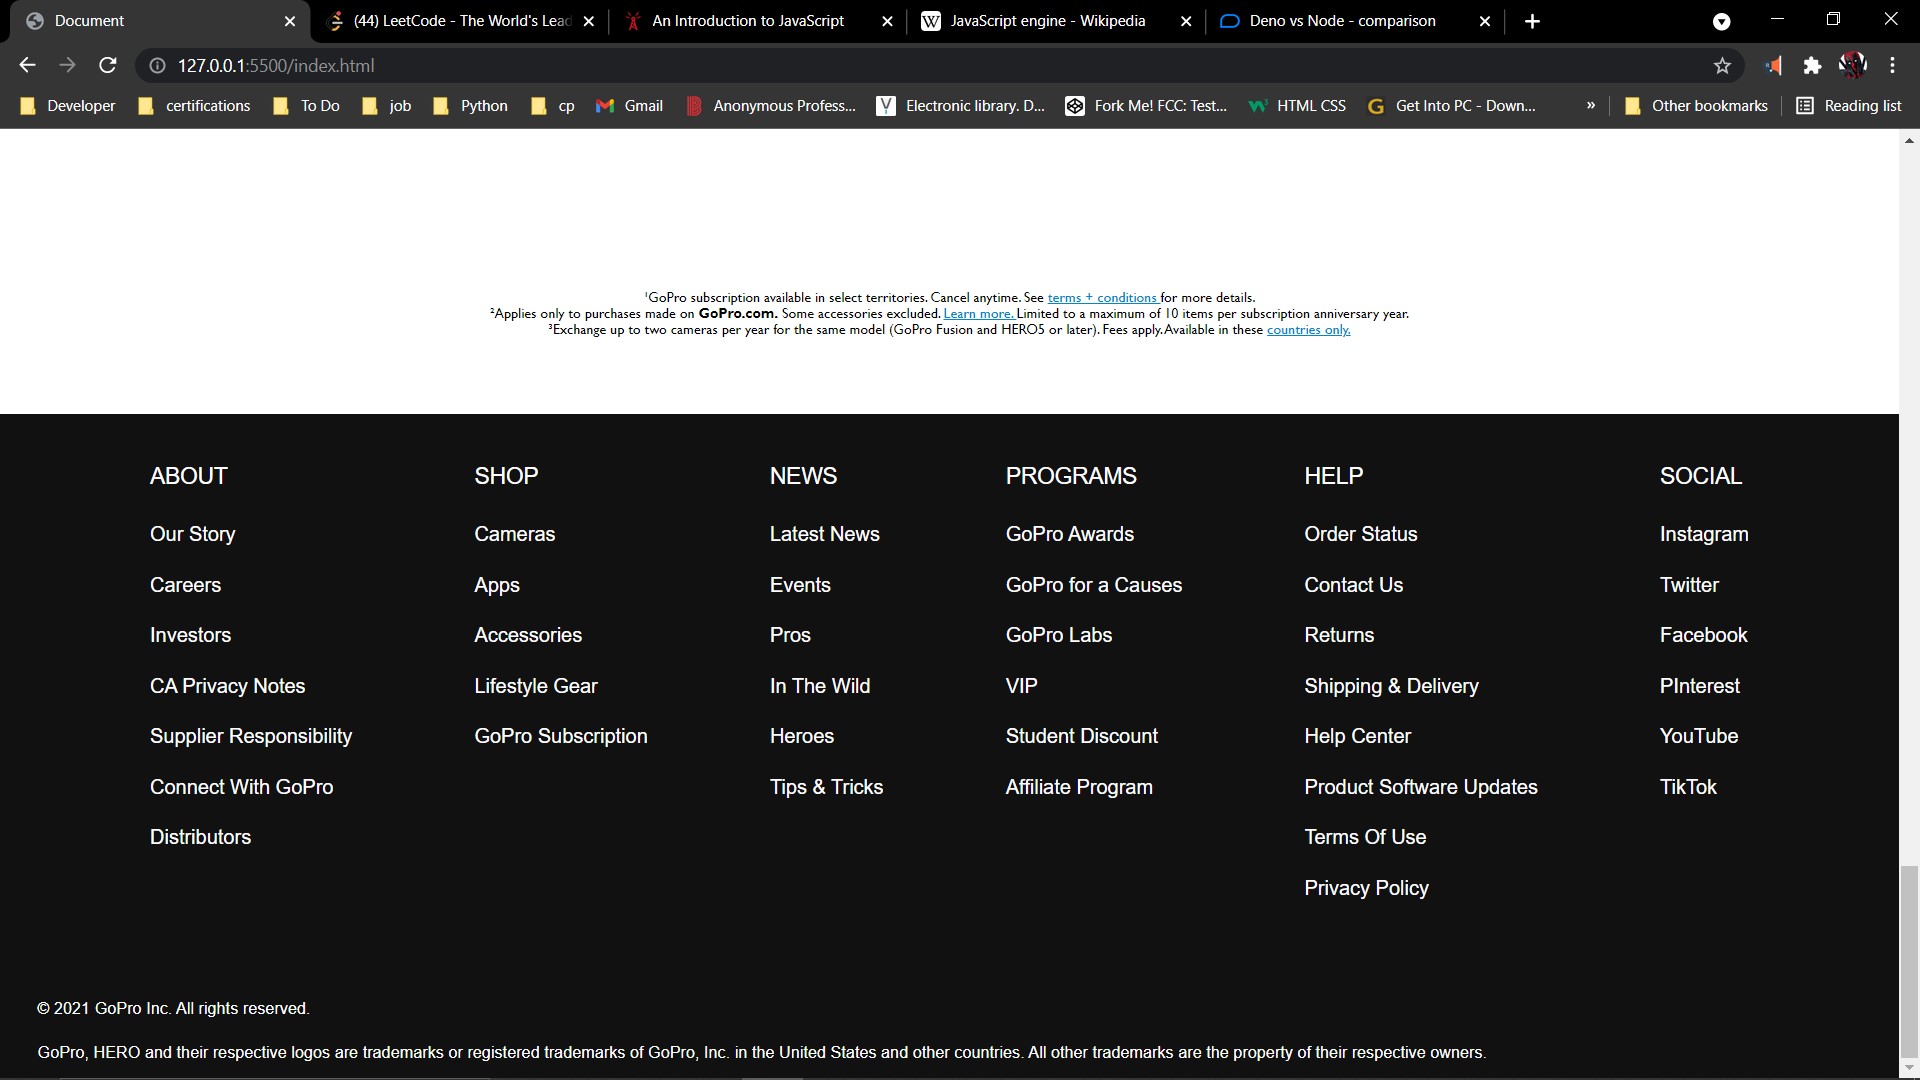 Document
(44) LeetCode - The World's Lead
An Introduction to JavaScript
JavaScript engine - Wikipedia
Deno vs Node - comparison
127.0.0.1:5500/index.html
Developer
certifications
To Do
job
Python
cp
Gmail
Anonymous Profess...
Electronic library. D...
Fork Me! FCC: Test...
HTML CSS
Get Into PC - Down...
»
Other bookmarks
Reading list
¹GoPro subscription available in select territories. Cancel anytime. See terms + conditions for more details.
²Applies only to purchases made on GoPro.com. Some accessories excluded. Learn more. Limited to a maximum of 10 items per subscription anniversary year.
³Exchange up to two cameras per year for the same model (GoPro Fusion and HERO5 or later). Fees apply. Available in these countries only.
ABOUT
Our Story
Careers
Investors
CA Privacy Notes
Supplier Responsibility
Connect With GoPro
Distributors
SHOP
Cameras
Apps
Accessories
Lifestyle Gear
GoPro Subscription
NEWS
Latest News
Events
Pros
In The Wild
Heroes
Tips & Tricks
PROGRAMS
GoPro Awards
GoPro for a Causes
GoPro Labs
VIP
Student Discount
Affiliate Program
HELP
Order Status
Contact Us
Returns
Shipping & Delivery
Help Center
Product Software Updates
Terms Of Use
Privacy Policy
SOCIAL
Instagram
Twitter
Facebook
PInterest
YouTube
TikTok
© 2021 GoPro Inc. All rights reserved.
GoPro, HERO and their respective logos are trademarks or registered trademarks of GoPro, Inc. in the United States and other countries. All other trademarks are the property of their respective owners.